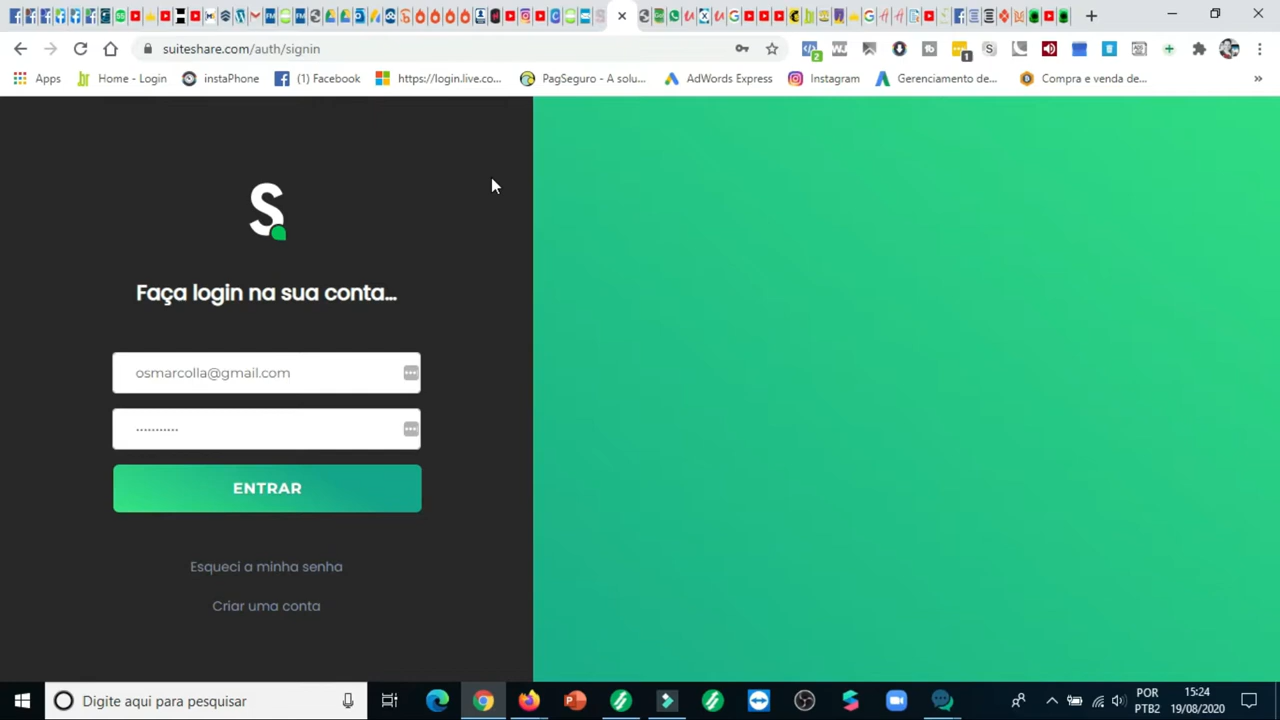 suiteshare.com/auth/signin
2
1
Apps
Home - Login
instaPhone
(1) Facebook
https://login.live.co...
PagSeguro - A solu...
AdWords Express
Instagram
Gerenciamento de...
Compra e venda de...
»
S
Faça login na sua conta...
osmarcolla@gmail.com
ENTRAR
Esqueci a minha senha
Criar uma conta
Digite aqui para pesquisar
POR
PTB2
15:24
19/08/2020